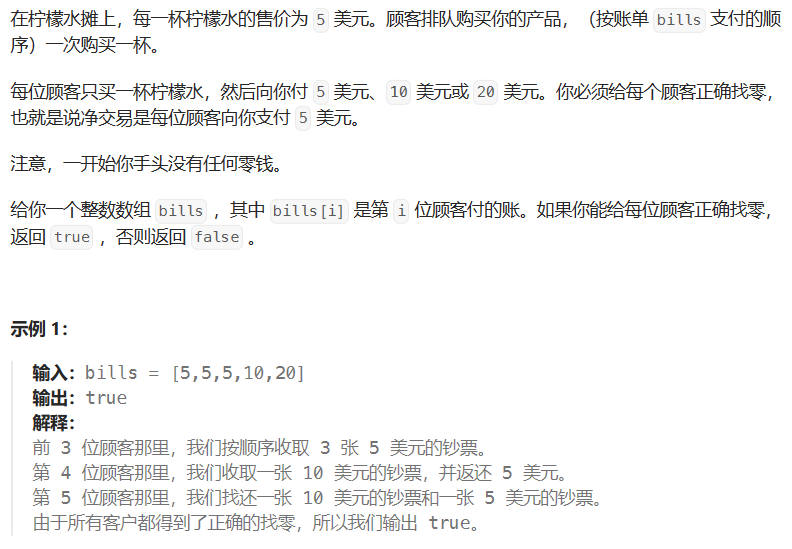 在柠檬水摊上，每一杯柠檬水的售价为 5 美元。顾客排队购买你的产品，（按账单 bills 支付的顺
序）一次购买一杯。
每位顾客只买一杯柠檬水，然后向你付 5 美元、10 美元或 20 美元。你必须给每个顾客正确找零，
也就是说净交易是每位顾客向你支付 5 美元。
注意，一开始你手头没有任何零钱。
给你一个整数数组 bills ，其中 bills[i] 是第 i 位顾客付的账。如果你能给每位顾客正确找零，
返回 true ，否则返回 false 。
示例 1：
输入：bills = [5,5,5,10,20]
输出：true
解释：
前 3 位顾客那里，我们按顺序收取 3 张 5 美元的钞票。
第 4 位顾客那里，我们收取一张 10 美元的钞票，并返还 5 美元。
第 5 位顾客那里，我们找还一张 10 美元的钞票和一张 5 美元的钞票。
由于所有客户都得到了正确的找零，所以我们输出 true。